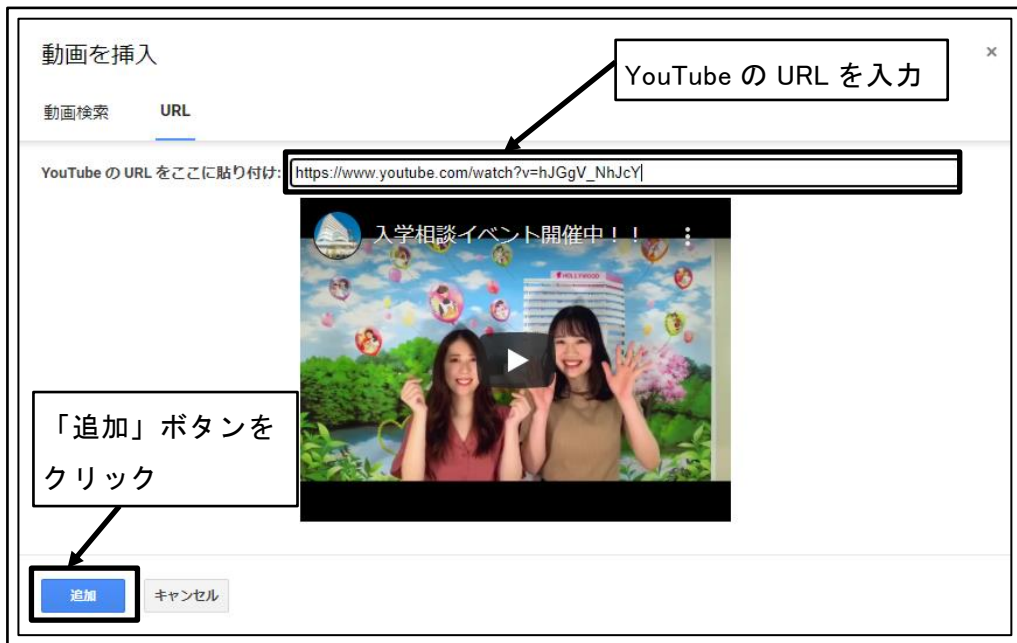 動画を挿入
×
YouTube の URL を入力
動画検索 URL
YouTube の URL をここに貼り付け: https://www.youtube.com/watch?v=hJGgV_NhJcY
入学相談イベント開催中！！
HOLLYWOOD
「追加」ボタンを
クリック
追加 キャンセル